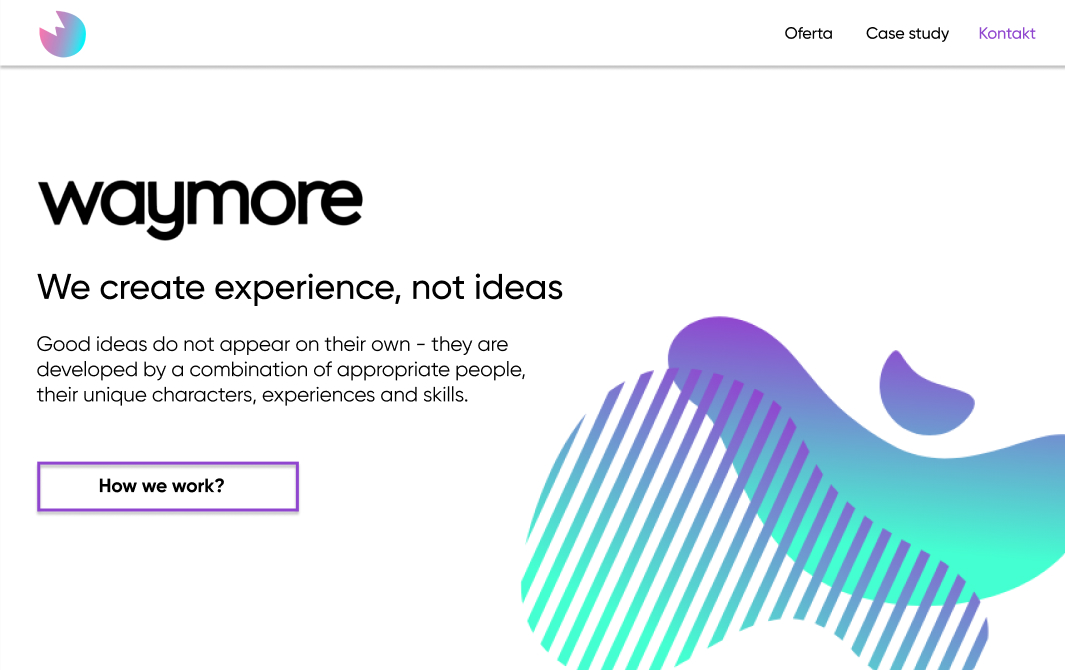 Oferta Case study Kontakt
waymore
We create experience, not ideas
Good ideas do not appear on their own - they are
developed by a combination of appropriate people,
their unique characters, experiences and skills.
How we work?